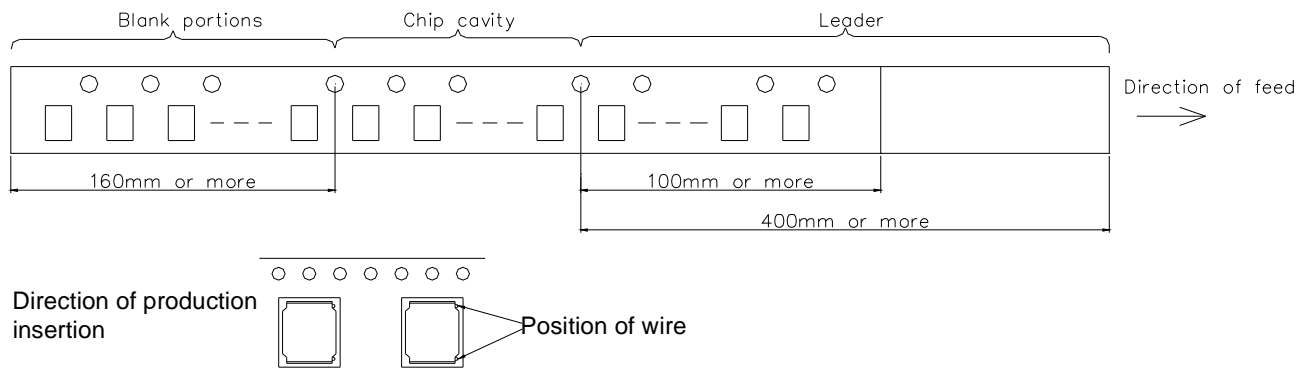 Blank portions
Chip cavity
Leader
Direction of feed
160mm or more
100mm or more
400mm or more
Direction of production
insertion
Position of wire